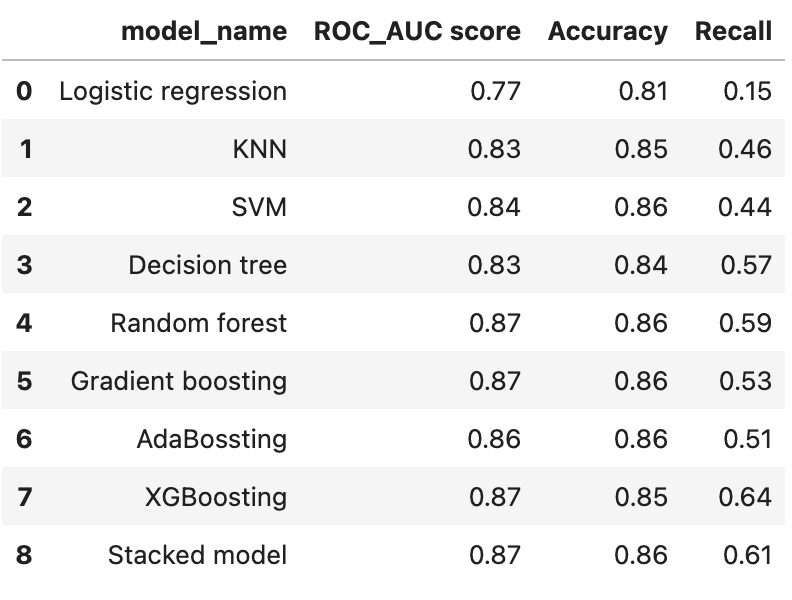 model_name ROC_AUC score Accuracy Recall
0 Logistic regression 0.77 0.81 0.15
1 KNN 0.83 0.85 0.46
2 SVM 0.84 0.86 0.44
3 Decision tree 0.83 0.84 0.57
4 Random forest 0.87 0.86 0.59
5 Gradient boosting 0.87 0.86 0.53
6 AdaBossting 0.86 0.86 0.51
7 XGBoosting 0.87 0.85 0.64
8 Stacked model 0.87 0.86 0.61